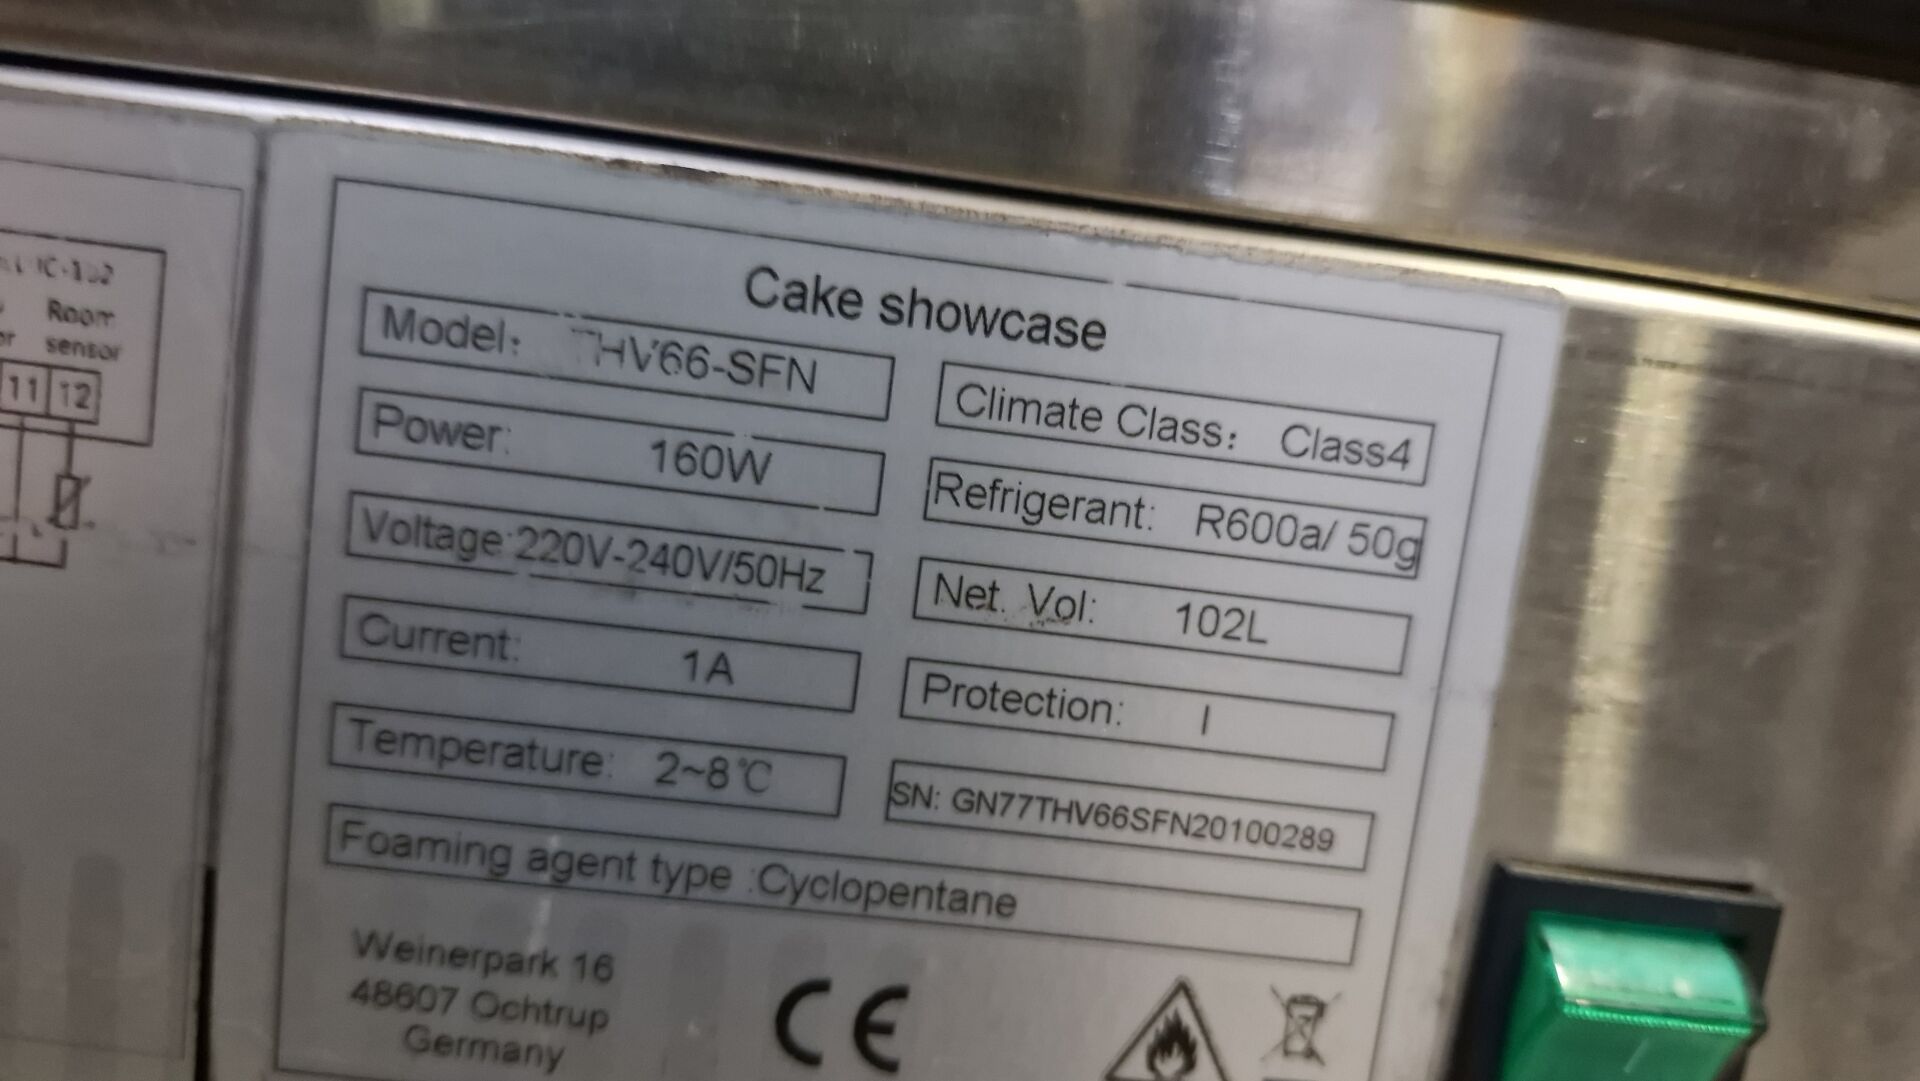 Room
sensor
11 12
Cake showcase
Model: THV66-SFN
Climate Class: Class4
Power: 160W
Refrigerant: R600a/ 50g
Voltage:220V-240V/50Hz
Net. Vol: 102L
Current: 1A
Protection: I
Temperature: 2~8℃
SN: GN77THV66SFN20100289
Foaming agent type :Cyclopentane
Weinerpark 16
48607 Ochtrup
Germany
CE